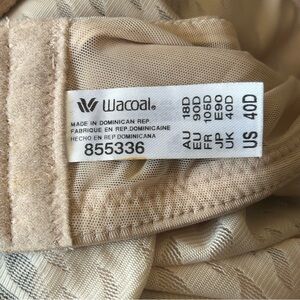 Wacoal®
MADE IN DOMINICAN REP.
FABRIQUE EN REP. DOMINICAINE
HECHO EN REP. DOMINICANA
855336
AU 18D
EU 90D
FR 105D
JP E90
UK 40D
US 40D